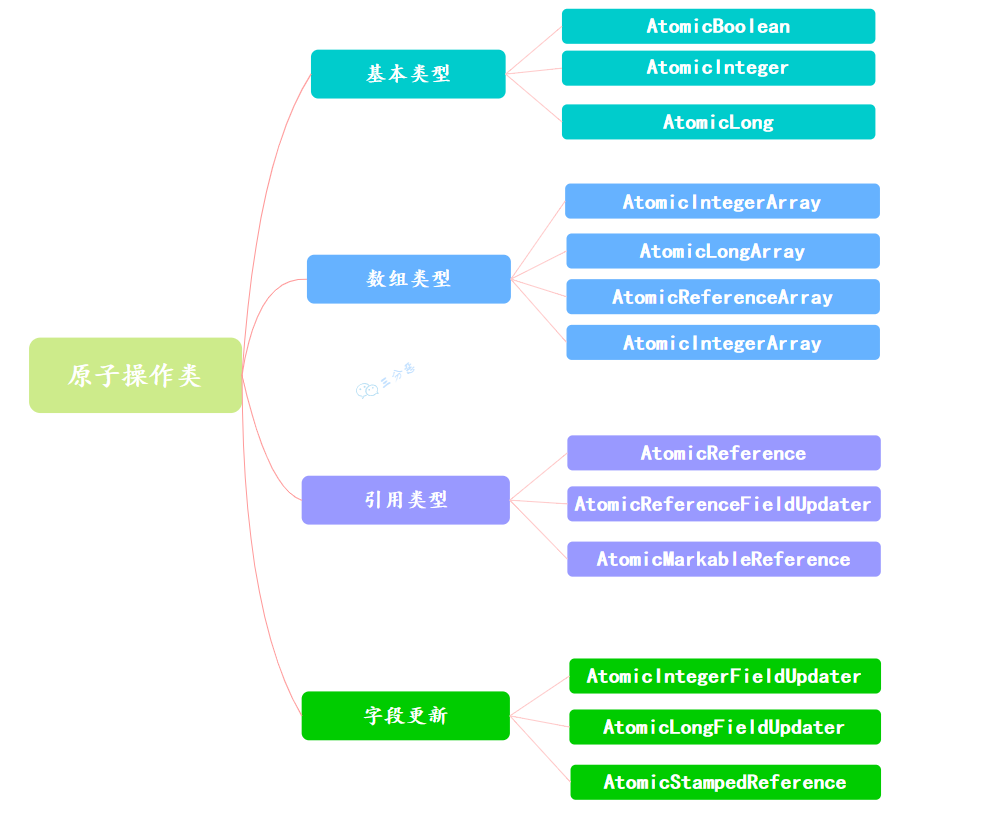 原子操作类
基本类型
AtomicBoolean
AtomicInteger
AtomicLong
数组类型
AtomicIntegerArray
AtomicLongArray
AtomicReferenceArray
AtomicIntegerArray
三分恶
引用类型
AtomicReference
AtomicReferenceFieldUpdater
AtomicMarkableReference
字段更新
AtomicIntegerFieldUpdater
AtomicLongFieldUpdater
AtomicStampedReference